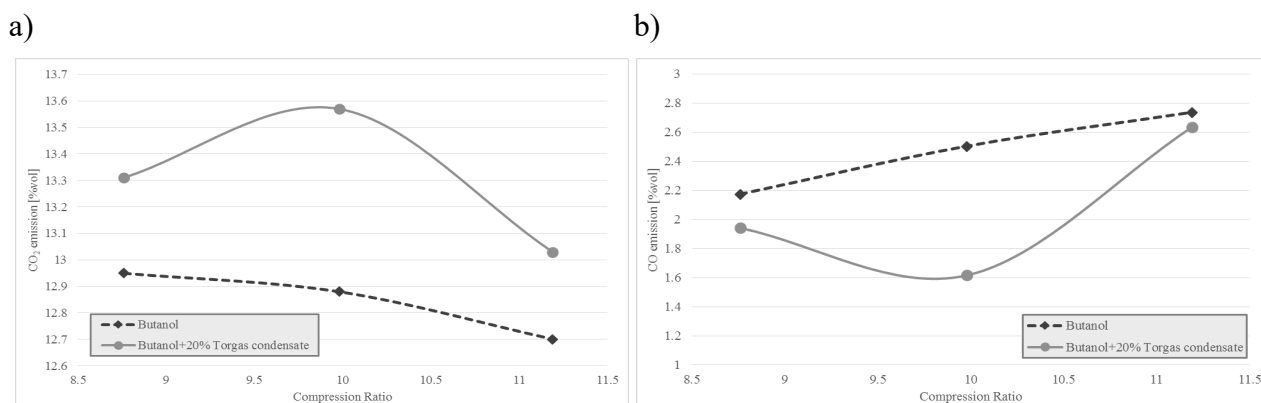 a)
CO₂ emission [%vol]
13.7
13.6
13.5
13.4
13.3
13.2
13.1
13
12.9
12.8
12.7
12.6
Butanol
Butanol+20% Torgas condensate
8.5 9 9.5 10 10.5 11 11.5
Compression Ratio
b)
CO emission [%vol]
3
2.8
2.6
2.4
2.2
2
1.8
1.6
1.4
1.2
1
Butanol
Butanol+20% Torgas condensate
8.5 9 9.5 10 10.5 11 11.5
Compression Ratio